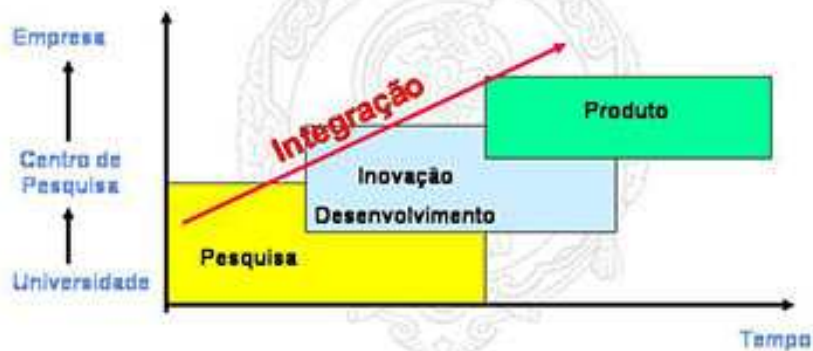 Empresa
Centro de
Pesquisa
Universidade
Integração
Produto
Inovação
Desenvolvimento
Pesquisa
Tempo